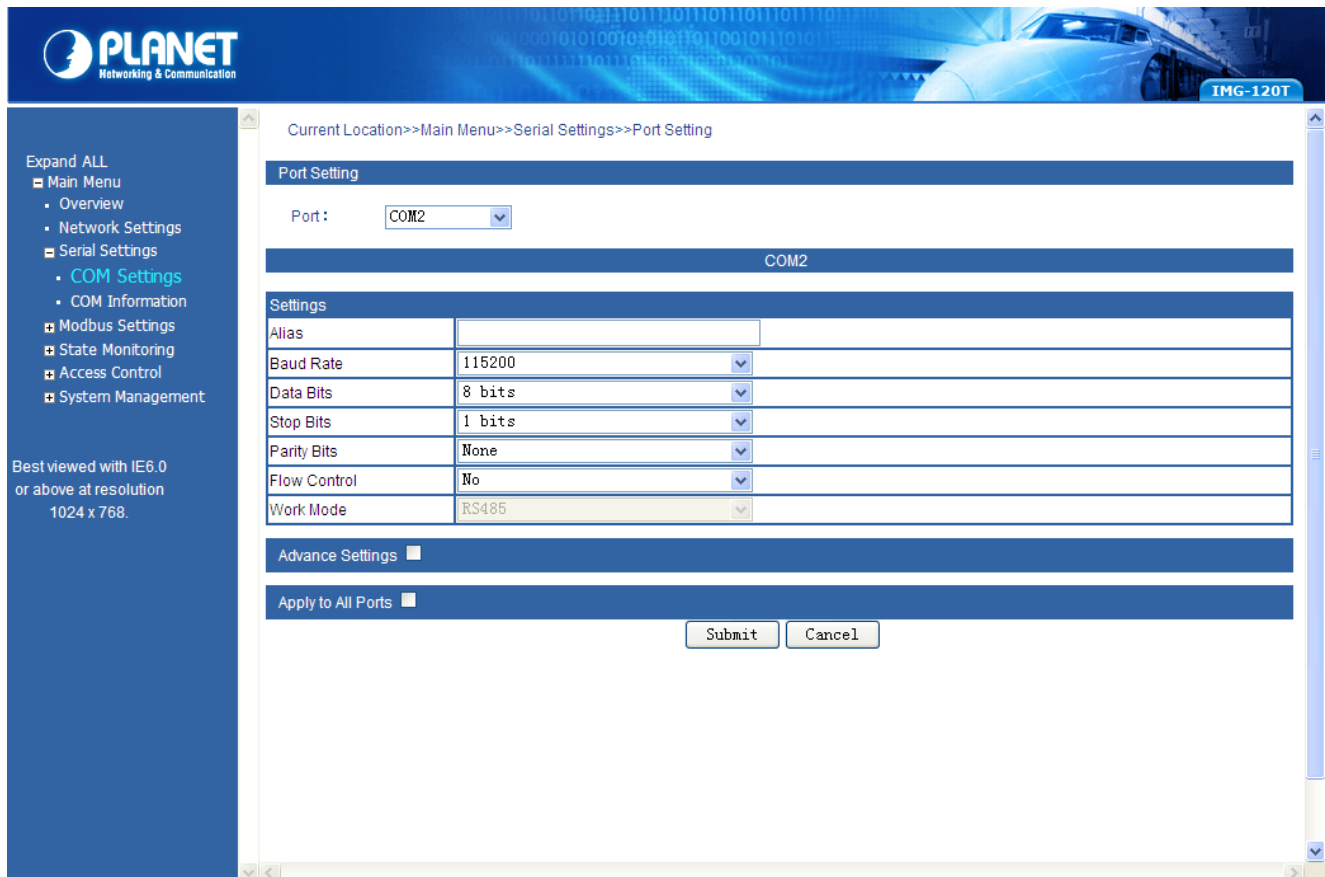 PLANET
Networking & Communication
IMG-120T
Current Location>>Main Menu>>Serial Settings>>Port Setting
Expand ALL
Main Menu
Overview
Network Settings
Serial Settings
COM Settings
COM Information
Modbus Settings
State Monitoring
Access Control
System Management
Best viewed with IE6.0
or above at resolution
1024 x 768.
Port Setting
Port : COM2
COM2
Settings
Alias
Baud Rate 115200
Data Bits 8 bits
Stop Bits 1 bits
Parity Bits None
Flow Control No
Work Mode RS485
Advance Settings
Apply to All Ports
Submit Cancel